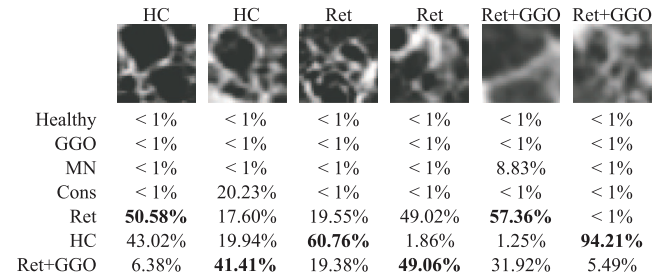 HC HC Ret Ret Ret+GGO Ret+GGO
Healthy < 1% < 1% < 1% < 1% < 1% < 1%
GGO < 1% < 1% < 1% < 1% < 1% < 1%
MN < 1% < 1% < 1% < 1% 8.83% < 1%
Cons < 1% 20.23% < 1% < 1% < 1% < 1%
Ret 50.58% 17.60% 19.55% 49.02% 57.36% < 1%
HC 43.02% 19.94% 60.76% 1.86% 1.25% 94.21%
Ret+GGO 6.38% 41.41% 19.38% 49.06% 31.92% 5.49%